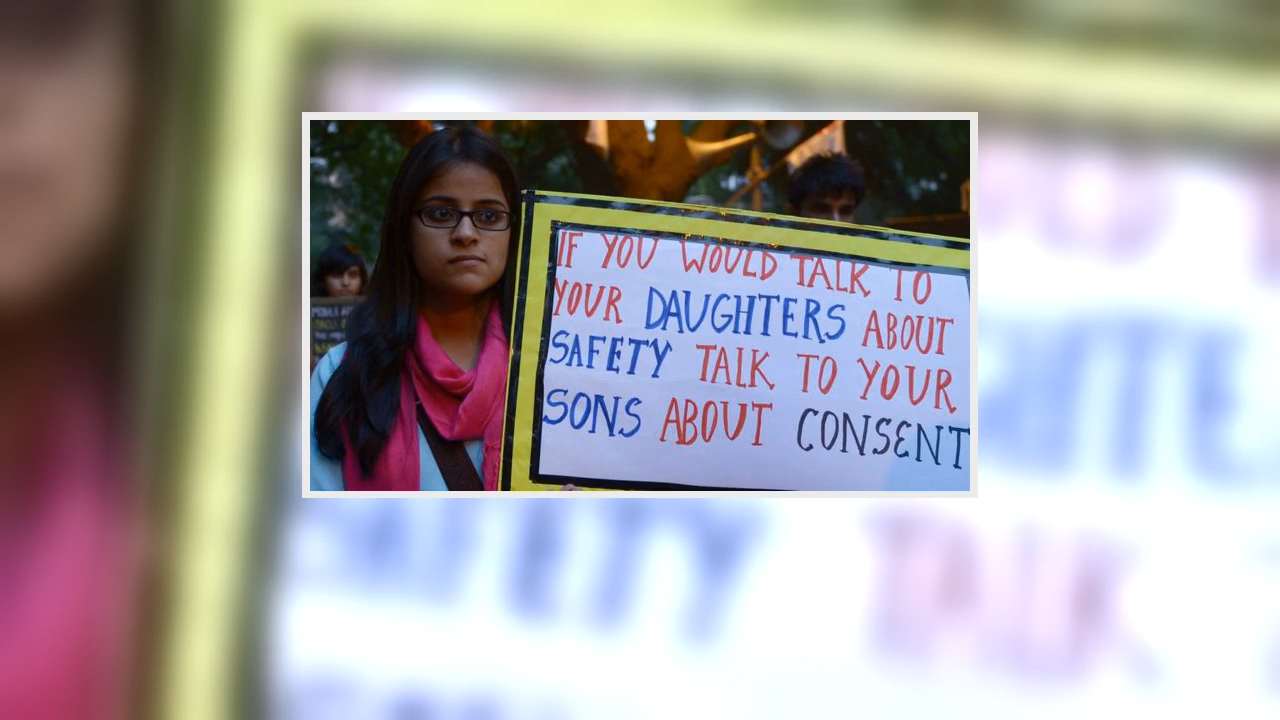 IF YOU WOULD TALK TO
YOUR DAUGHTERS ABOUT
SAFETY TALK TO YOUR
SONS ABOUT CONSENT